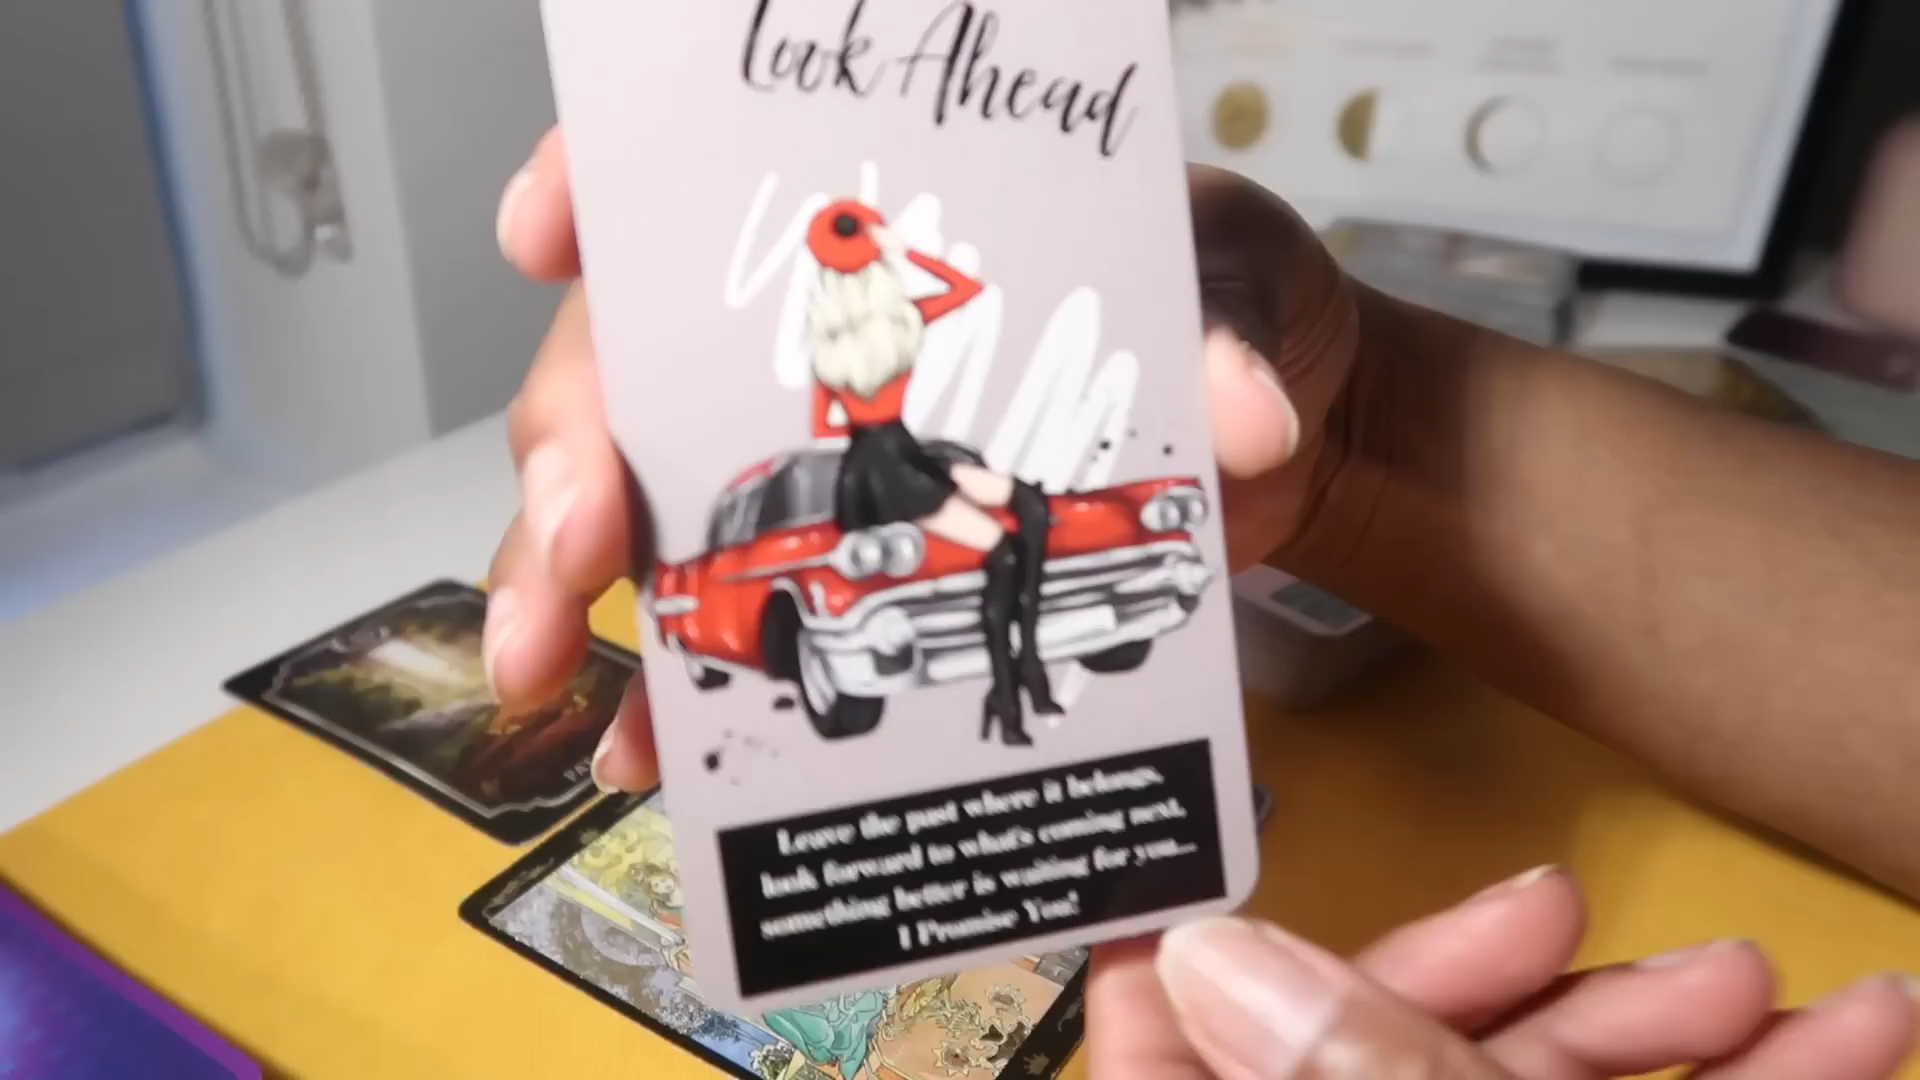 Look Ahead
Leave the past where it belongs,
look forward to what's coming next,
something better is waiting for you...
I Promise You!